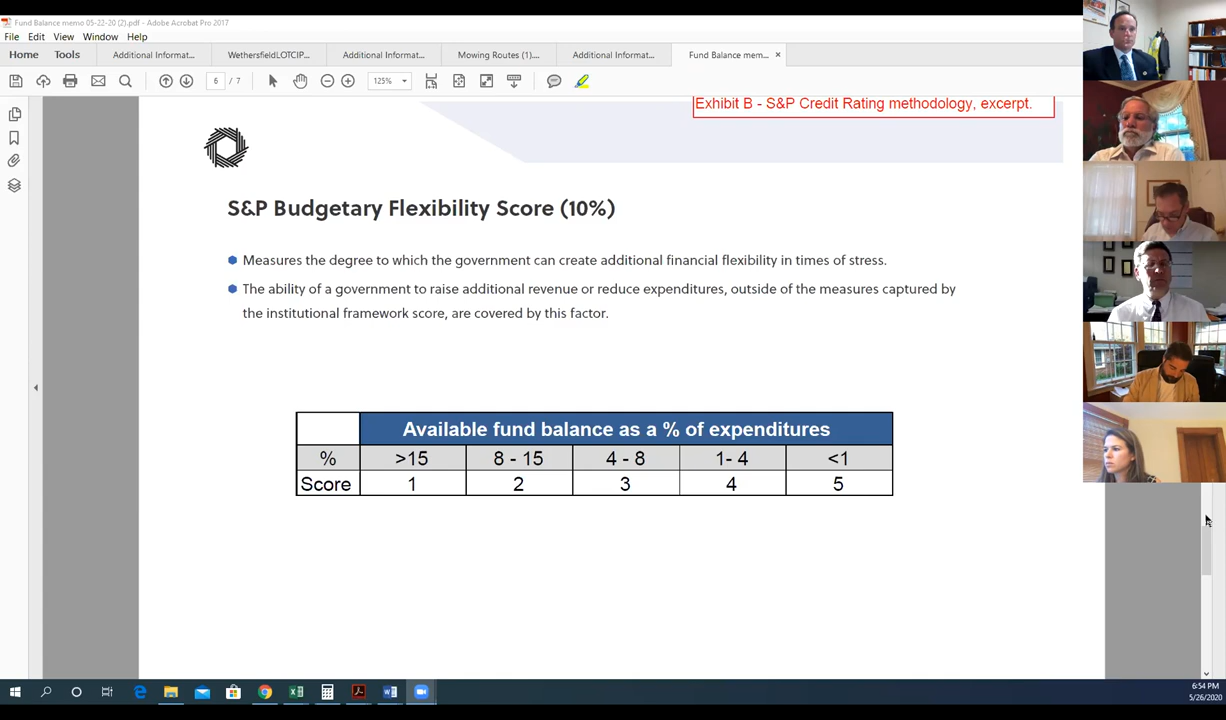 Fund Balance memo 05-22-20 (2).pdf - Adobe Acrobat Pro 2017
File Edit View Window Help
Home Tools Additional Informat... WethersfieldLOTCIP... Additional Informat... Mowing Routes (1)... Additional Informat... Fund Balance mem... ×
6 / 7 125%
Exhibit B - S&P Credit Rating methodology, excerpt.
S&P Budgetary Flexibility Score (10%)
Measures the degree to which the government can create additional financial flexibility in times of stress.
The ability of a government to raise additional revenue or reduce expenditures, outside of the measures captured by
the institutional framework score, are covered by this factor.
Available fund balance as a % of expenditures
% >15 8 - 15 4 - 8 1- 4 <1
Score 1 2 3 4 5
6:54 PM
5/26/2020